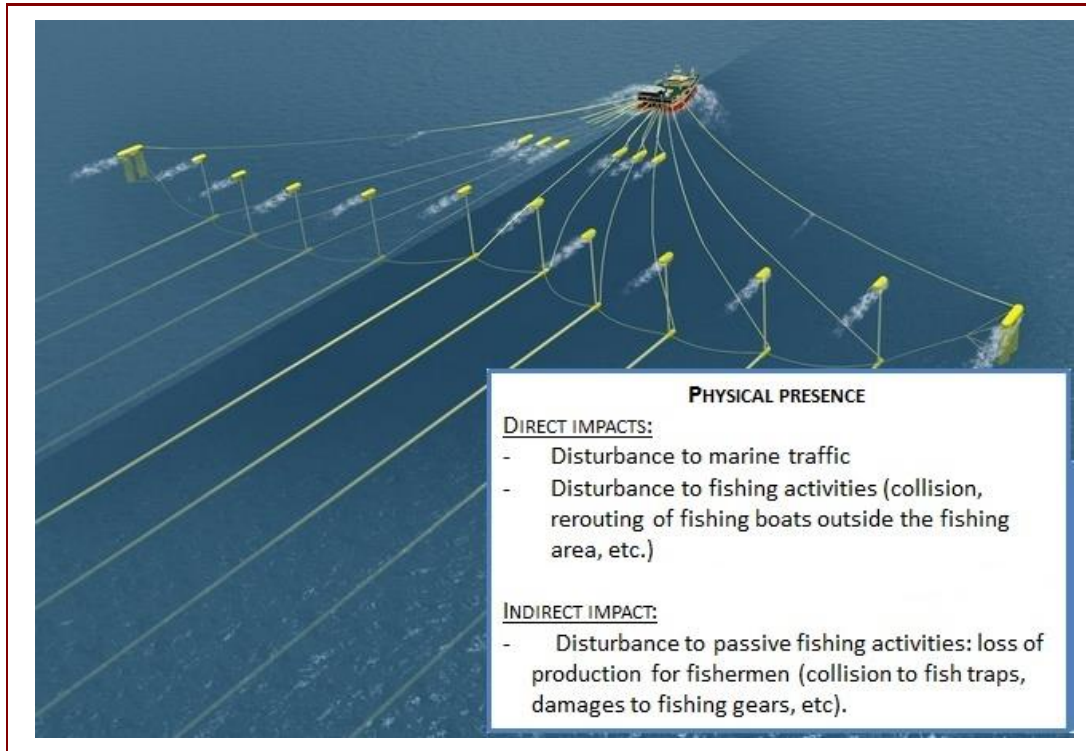 PHYSICAL PRESENCE
DIRECT IMPACTS:
- Disturbance to marine traffic
- Disturbance to fishing activities (collision,
rerouting of fishing boats outside the fishing
area, etc.)
INDIRECT IMPACT:
- Disturbance to passive fishing activities: loss of
production for fishermen (collision to fish traps,
damages to fishing gears, etc).